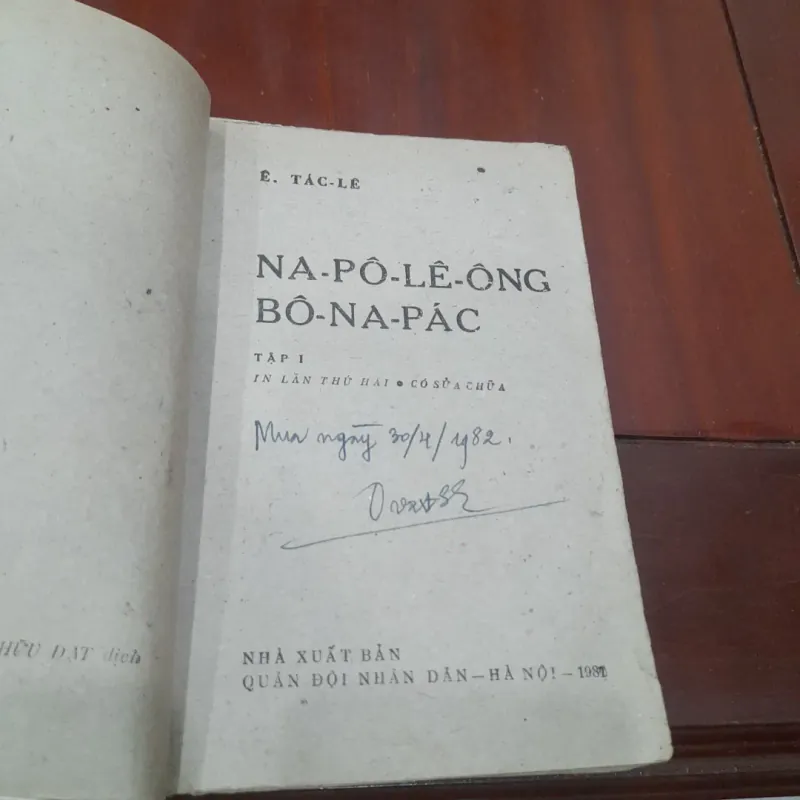 HỮU ĐẠT dịch
Ê. TÁC-LÊ
NA-PÔ-LÊ-ÔNG
BÔ-NA-PÁC
TẬP I
IN LẦN THỨ HAI ● CÓ SỬA CHỮA
Mua ngày 30/4/1982.
NHÀ XUẤT BẢN
QUÂN ĐỘI NHÂN DÂN — HÀ NỘI — 1981